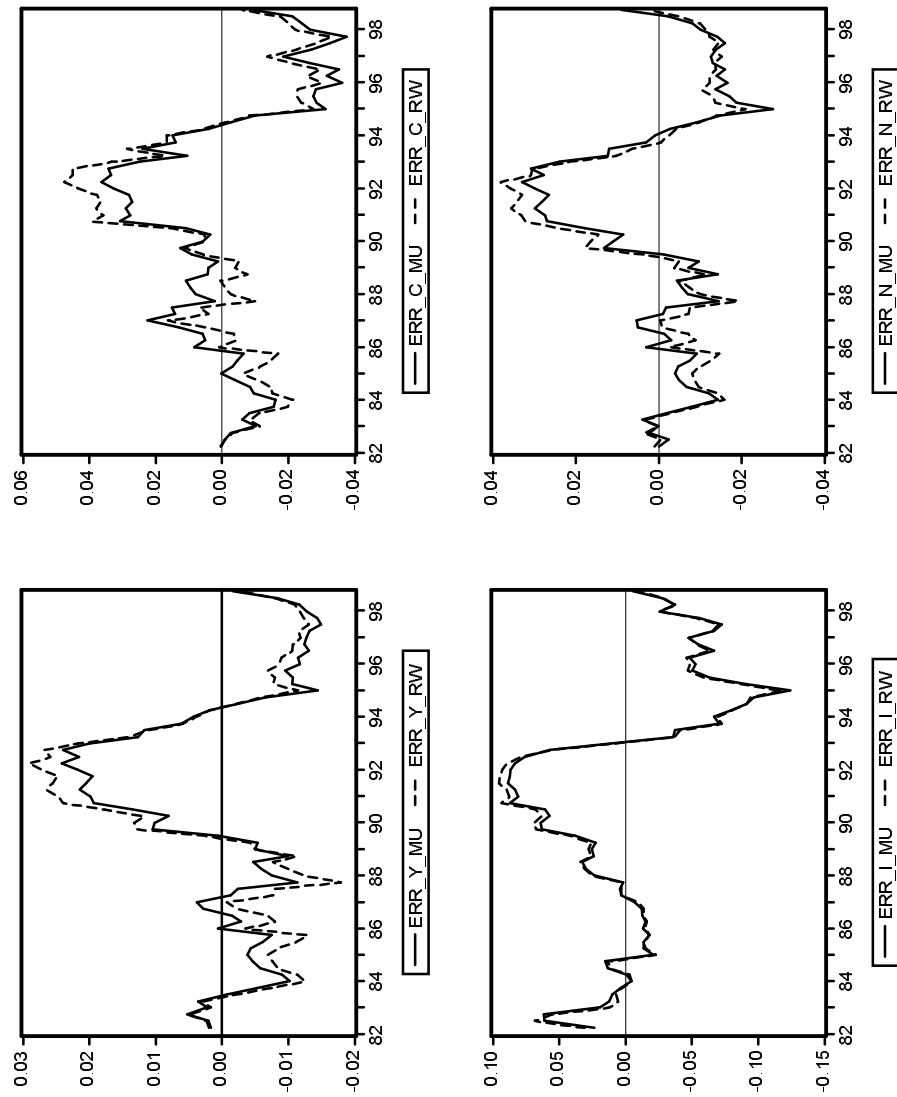 0.03
0.02
0.01
0.00
-0.01
-0.02
82 84 86 88 90 92 94 96 98
ERR_Y_MU ERR_Y_RW
0.06
0.04
0.02
0.00
-0.02
-0.04
82 84 86 88 90 92 94 96 98
ERR_C_MU ERR_C_RW
0.10
0.05
0.00
-0.05
-0.10
-0.15
82 84 86 88 90 92 94 96 98
ERR_I_MU ERR_I_RW
0.04
0.02
0.00
-0.02
-0.04
82 84 86 88 90 92 94 96 98
ERR_N_MU ERR_N_RW